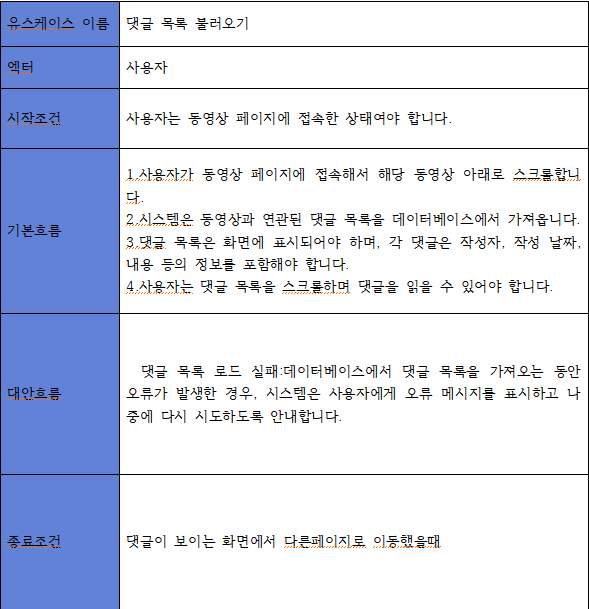 유스케이스 이름
댓글 목록 불러오기
엑터
사용자
시작조건
사용자는 동영상 페이지에 접속한 상태여야 합니다.
기본흐름
1.사용자가 동영상 페이지에 접속해서 해당 동영상 아래로 스크롤합니
다.
2.시스템은 동영상과 연관된 댓글 목록을 데이터베이스에서 가져옵니다.
3.댓글 목록은 화면에 표시되어야 하며, 각 댓글은 작성자, 작성 날짜,
내용 등의 정보를 포함해야 합니다.
4.사용자는 댓글 목록을 스크롤하며 댓글을 읽을 수 있어야 합니다.
대안흐름
댓글 목록 로드 실패:데이터베이스에서 댓글 목록을 가져오는 동안
오류가 발생한 경우, 시스템은 사용자에게 오류 메시지를 표시하고 나
중에 다시 시도하도록 안내합니다.
종료조건
댓글이 보이는 화면에서 다른페이지로 이동했을때